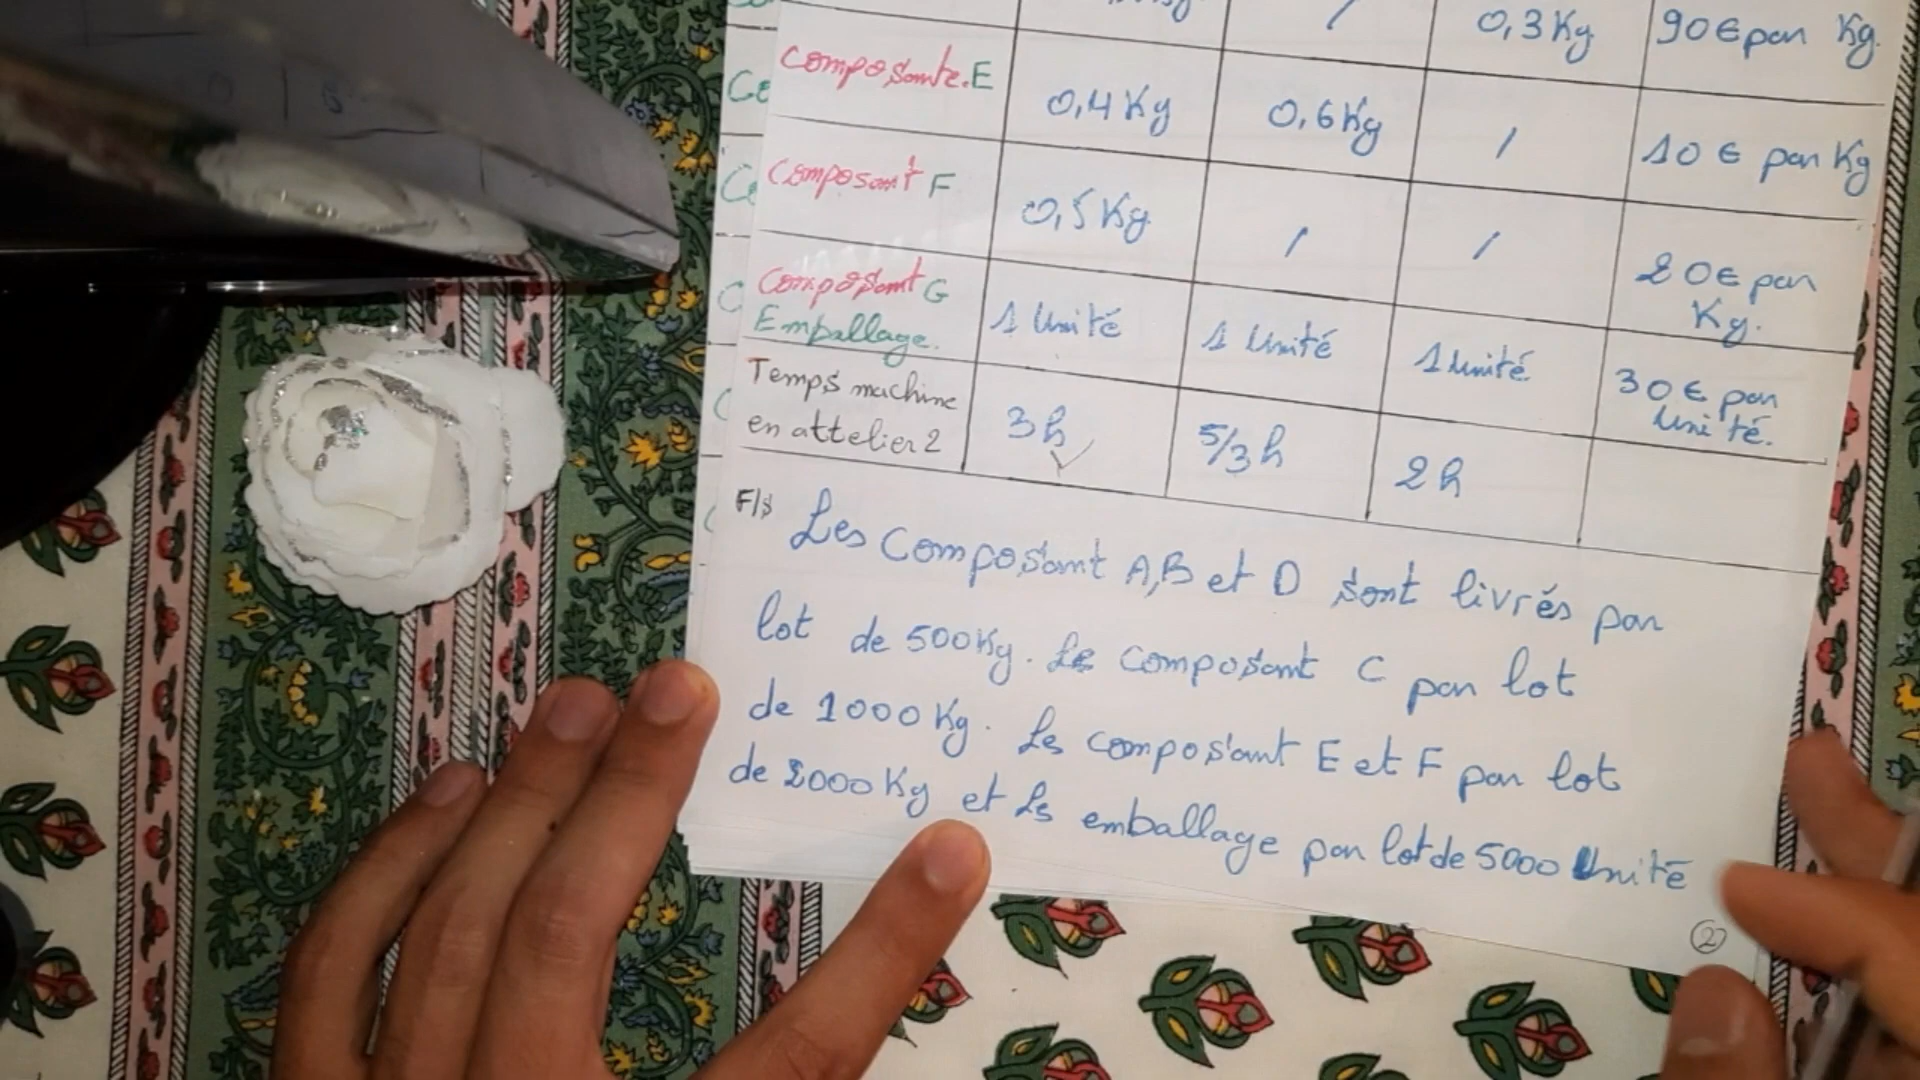 0,3 Kg 90 € par Kg.
Composante.E 0,4 Kg 0,6 Kg / 10 € par Kg
Composant F 0,5 Kg / / 20 € par
Kg.
Composant G
Emballage. 1 Unité 1 Unité 1 Unité 30 € par
Unité.
Temps machine
en attelier 2 3 h 5/3 h 2 h
F/S Les Composant A,B et D Sont livrés par
lot de 500 Kg. Le Composant C par lot
de 1000 Kg. Les composant E et F par lot
de 2000 Kg et Ls emballage par lot de 5000 Unité
2